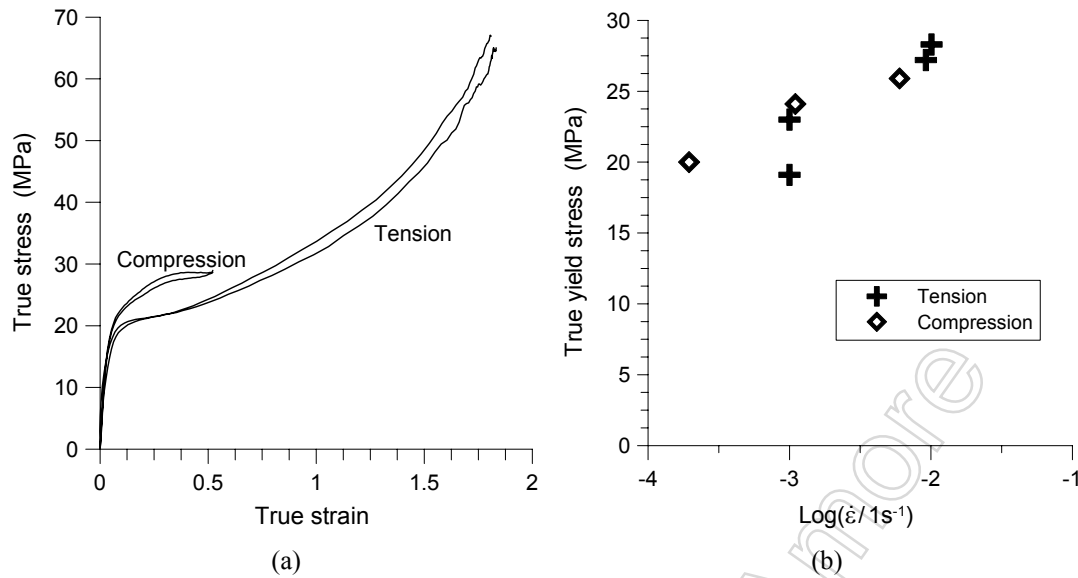 70
60
50
40
30
20
10
0
True stress (MPa)
Compression
Tension
0
0.5
1
1.5
2
True strain
(a)
30
25
20
15
10
5
0
True yield stress (MPa)
Tension
Compression
-4
-3
-2
-1
Log(ε̇/1s⁻¹)
(b)
more